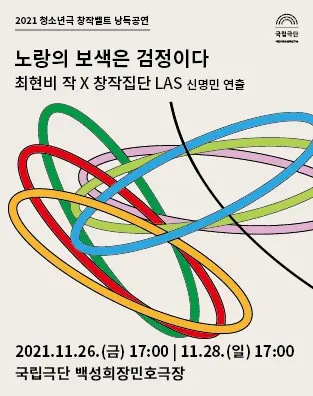 2021 청소년극 창작벨트 낭독공연
국립극단
노랑의 보색은 검정이다
최현비 작 X 창작집단 LAS 신명민 연출
2021.11.26.(금) 17:00 | 11.28.(일) 17:00
국립극단 백성희장민호극장